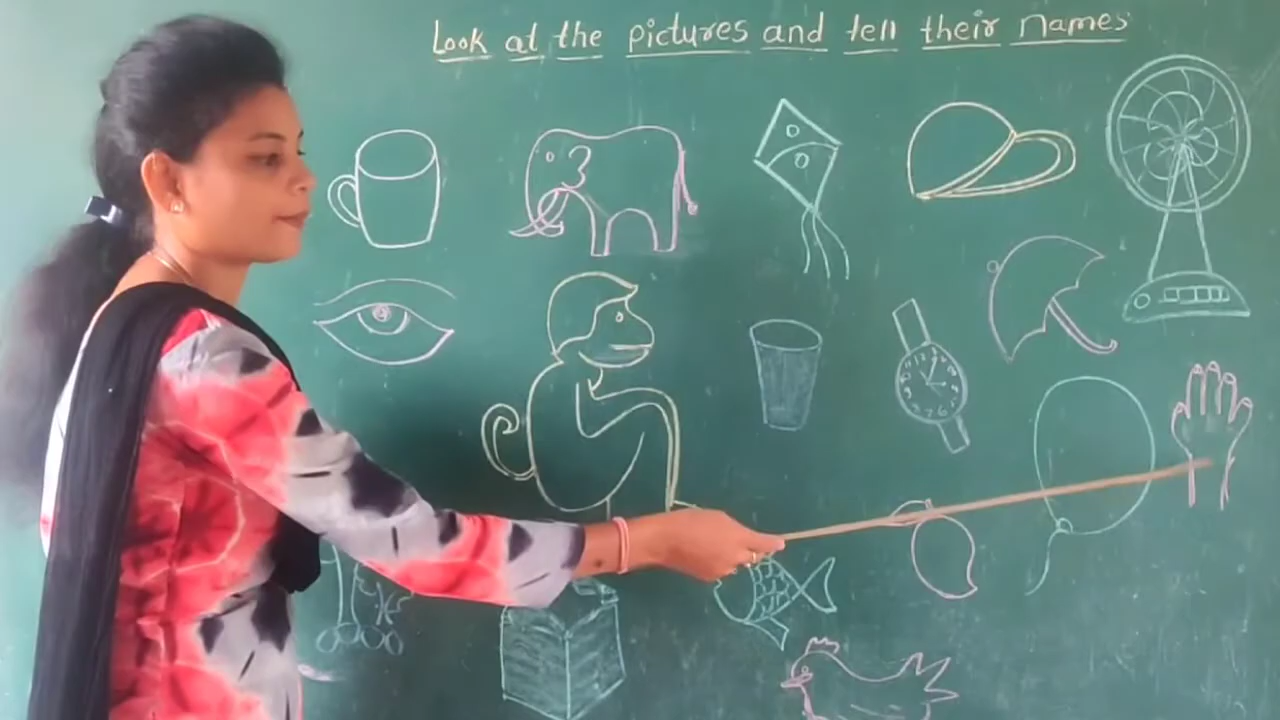 Look at the pictures and tell their names